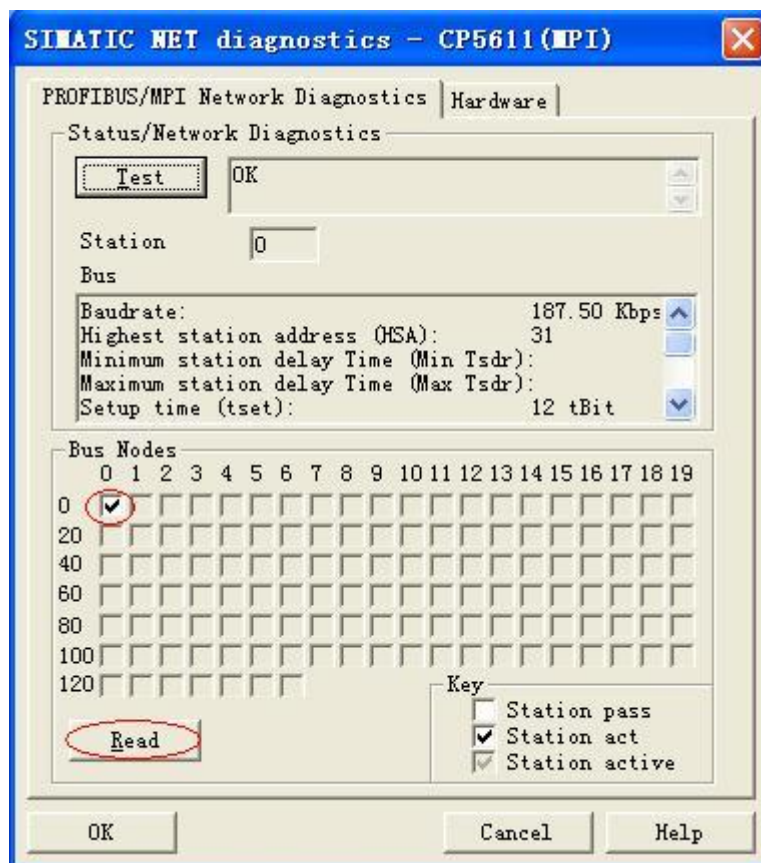 SIMATIC NET diagnostics - CP5611(MPI)
PROFIBUS/MPI Network Diagnostics Hardware
Status/Network Diagnostics
Test OK
Station 0
Bus
Baudrate: 187.50 Kbps
Highest station address (HSA): 31
Minimum station delay Time (Min Tsdr):
Maximum station delay Time (Max Tsdr):
Setup time (tset): 12 tBit
Bus Nodes
0 1 2 3 4 5 6 7 8 9 10 11 12 13 14 15 16 17 18 19
0
20
40
60
80
100
120
Key
Station pass
Read
Station act
Station active
OK Cancel Help